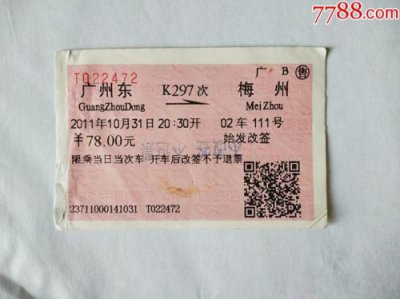 7788.com
T022472
广 B 售
广州东 K297次 梅州
GuangZhouDong MeiZhou
2011年10月31日20:30开 02车 111号
¥78.00元 始发改签
限乘当日当次车 开车后改签不予退票
23711000141031 T022472